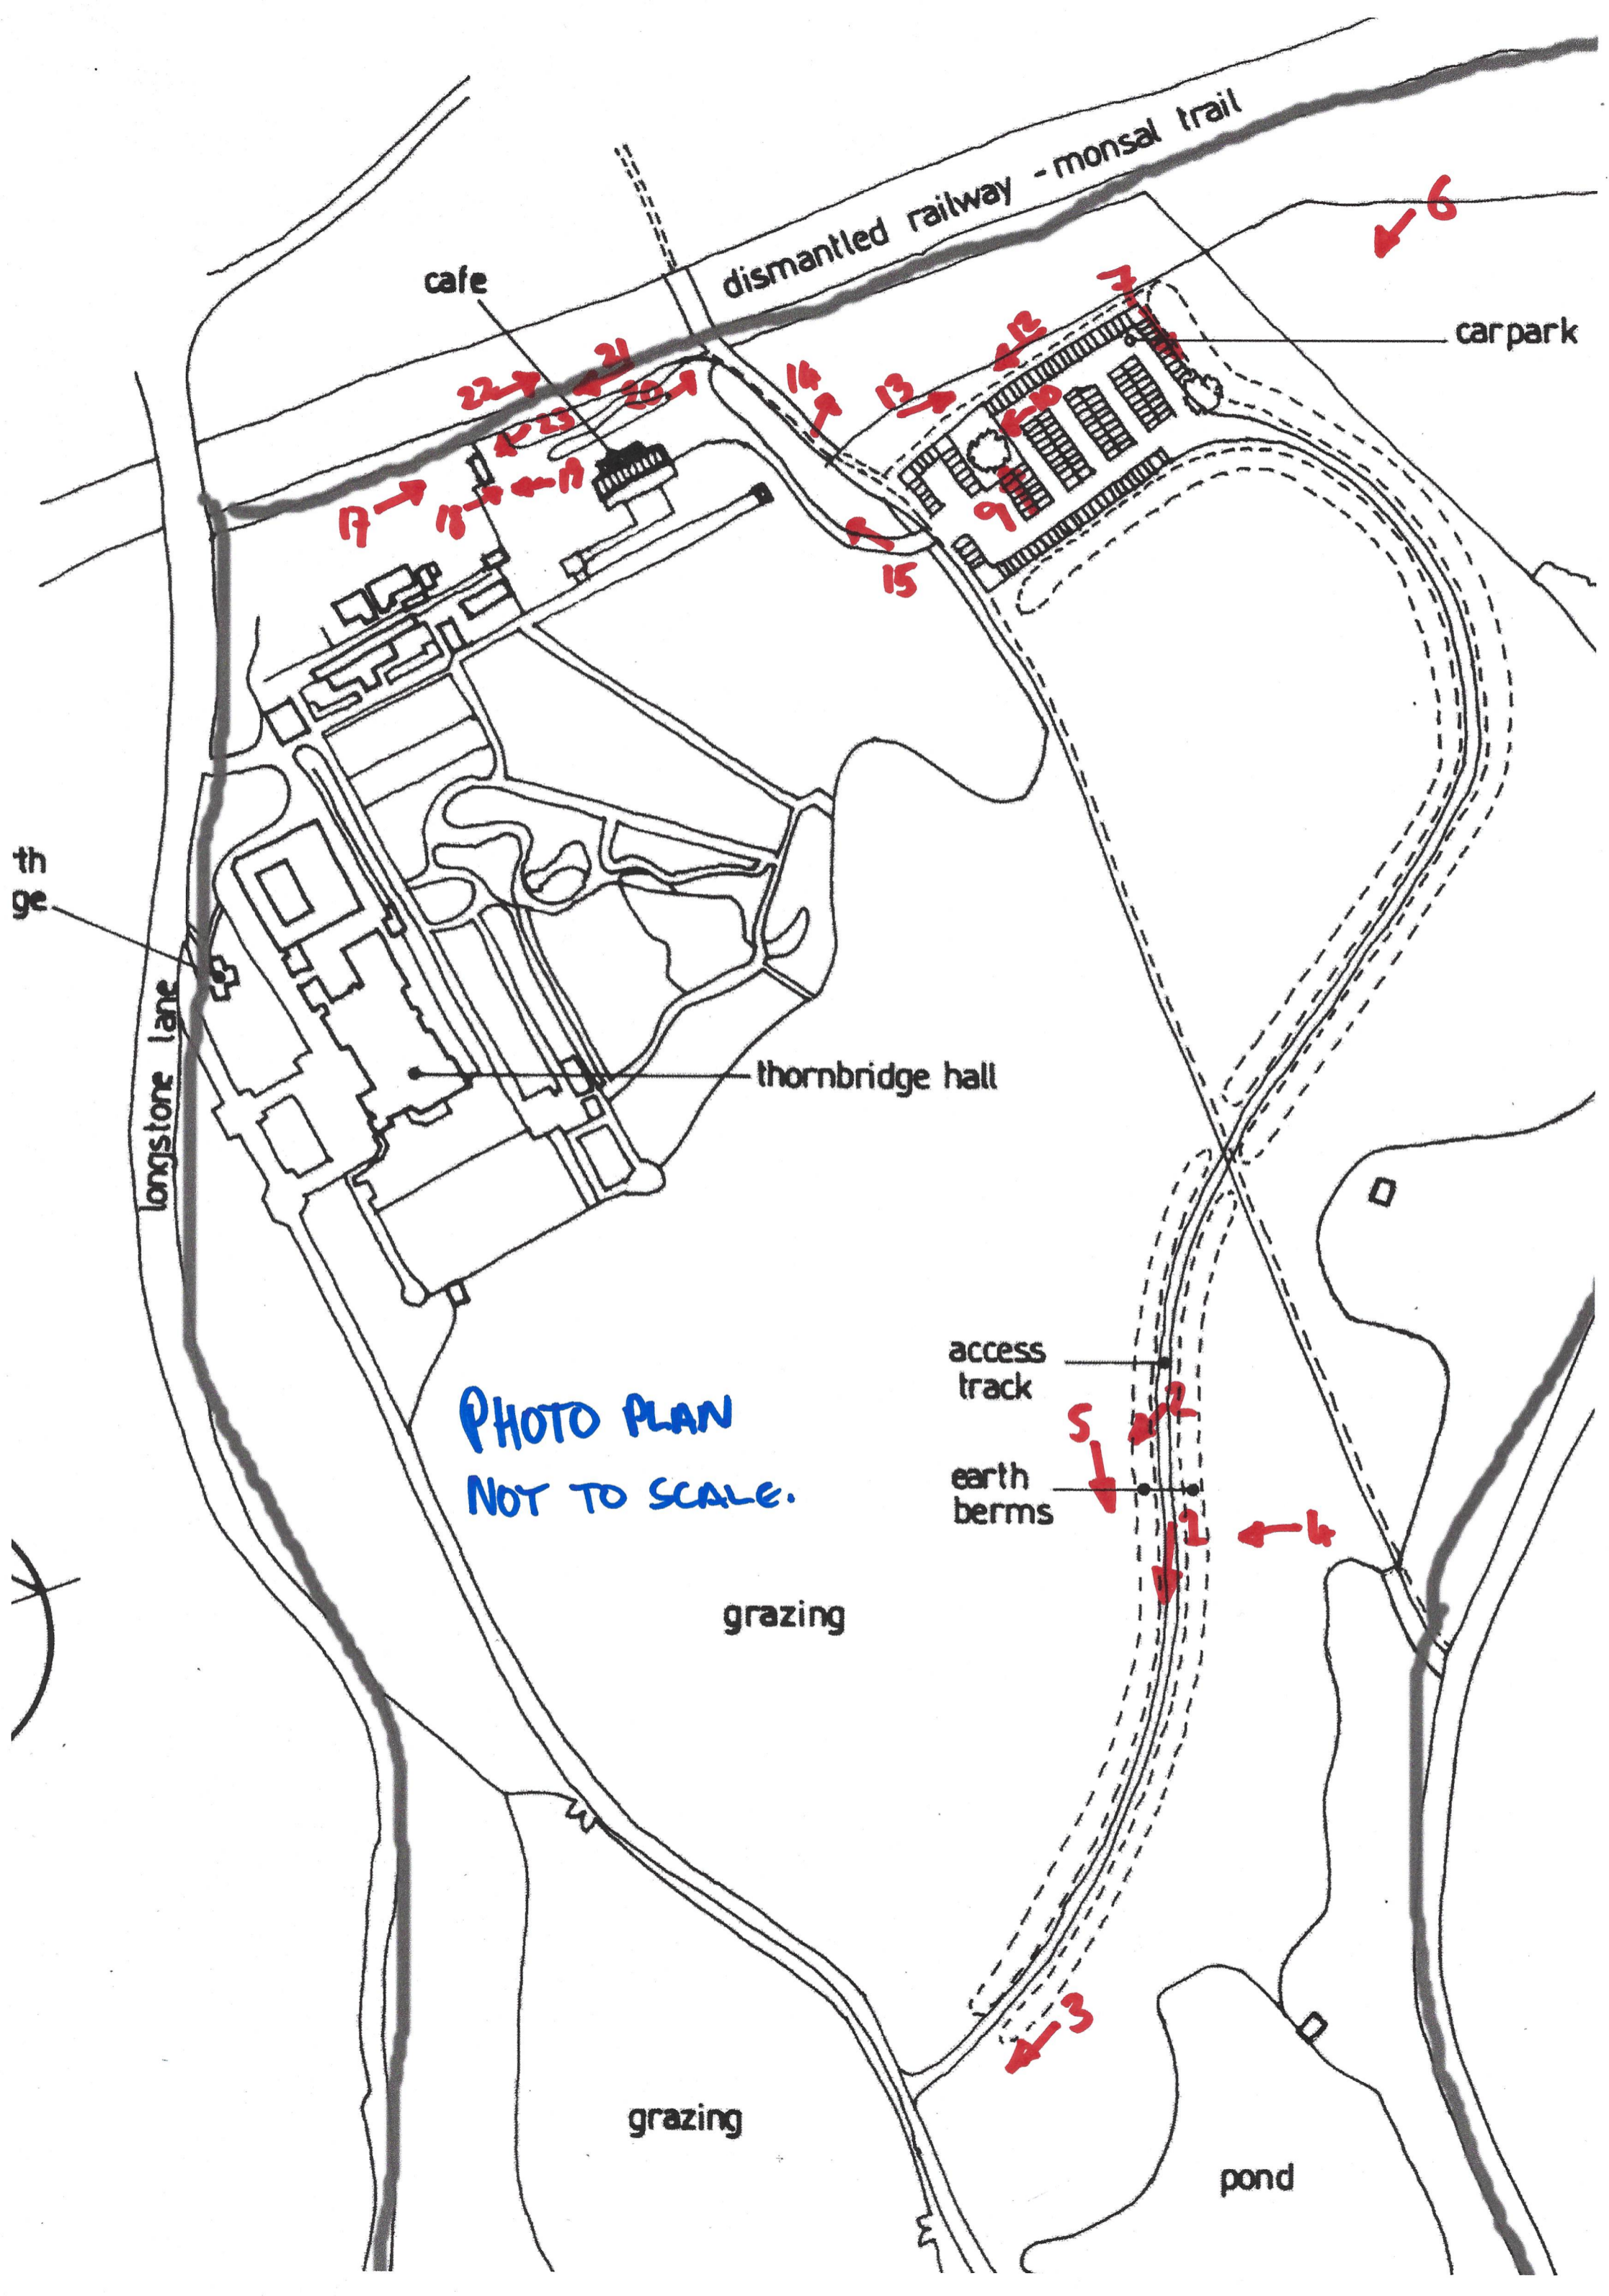 dismantled railway - monsal trail
6
cafe
7
carpark
12
21
14
22
20
13
10
23
19
17
18
9
15
th
ge
longstone lane
thornbridge hall
access
track
2
PHOTO PLAN
5
NOT TO SCALE.
earth
berms
1
4
grazing
3
grazing
pond